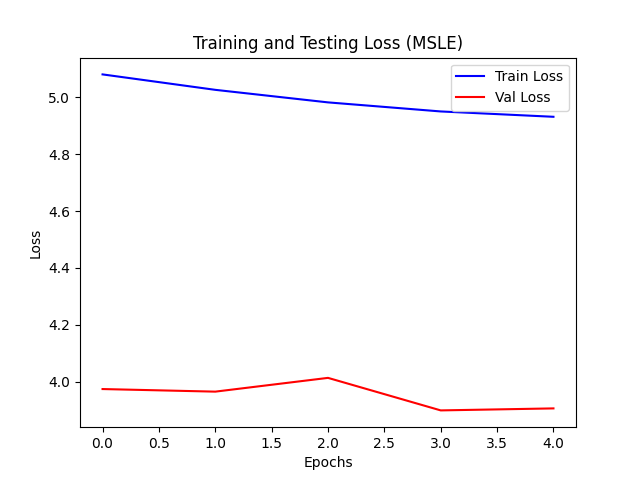 Training and Testing Loss (MSLE)
Train Loss
Val Loss
Loss
5.0
4.8
4.6
4.4
4.2
4.0
0.0 0.5 1.0 1.5 2.0 2.5 3.0 3.5 4.0
Epochs